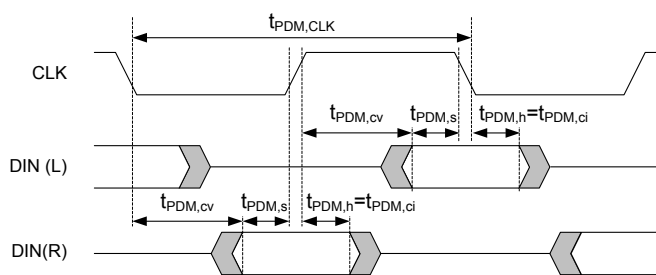 tPDM,CLK
CLK
tPDM,cv tPDM,s tPDM,h=tPDM,ci
DIN (L)
tPDM,cv tPDM,s tPDM,h=tPDM,ci
DIN(R)